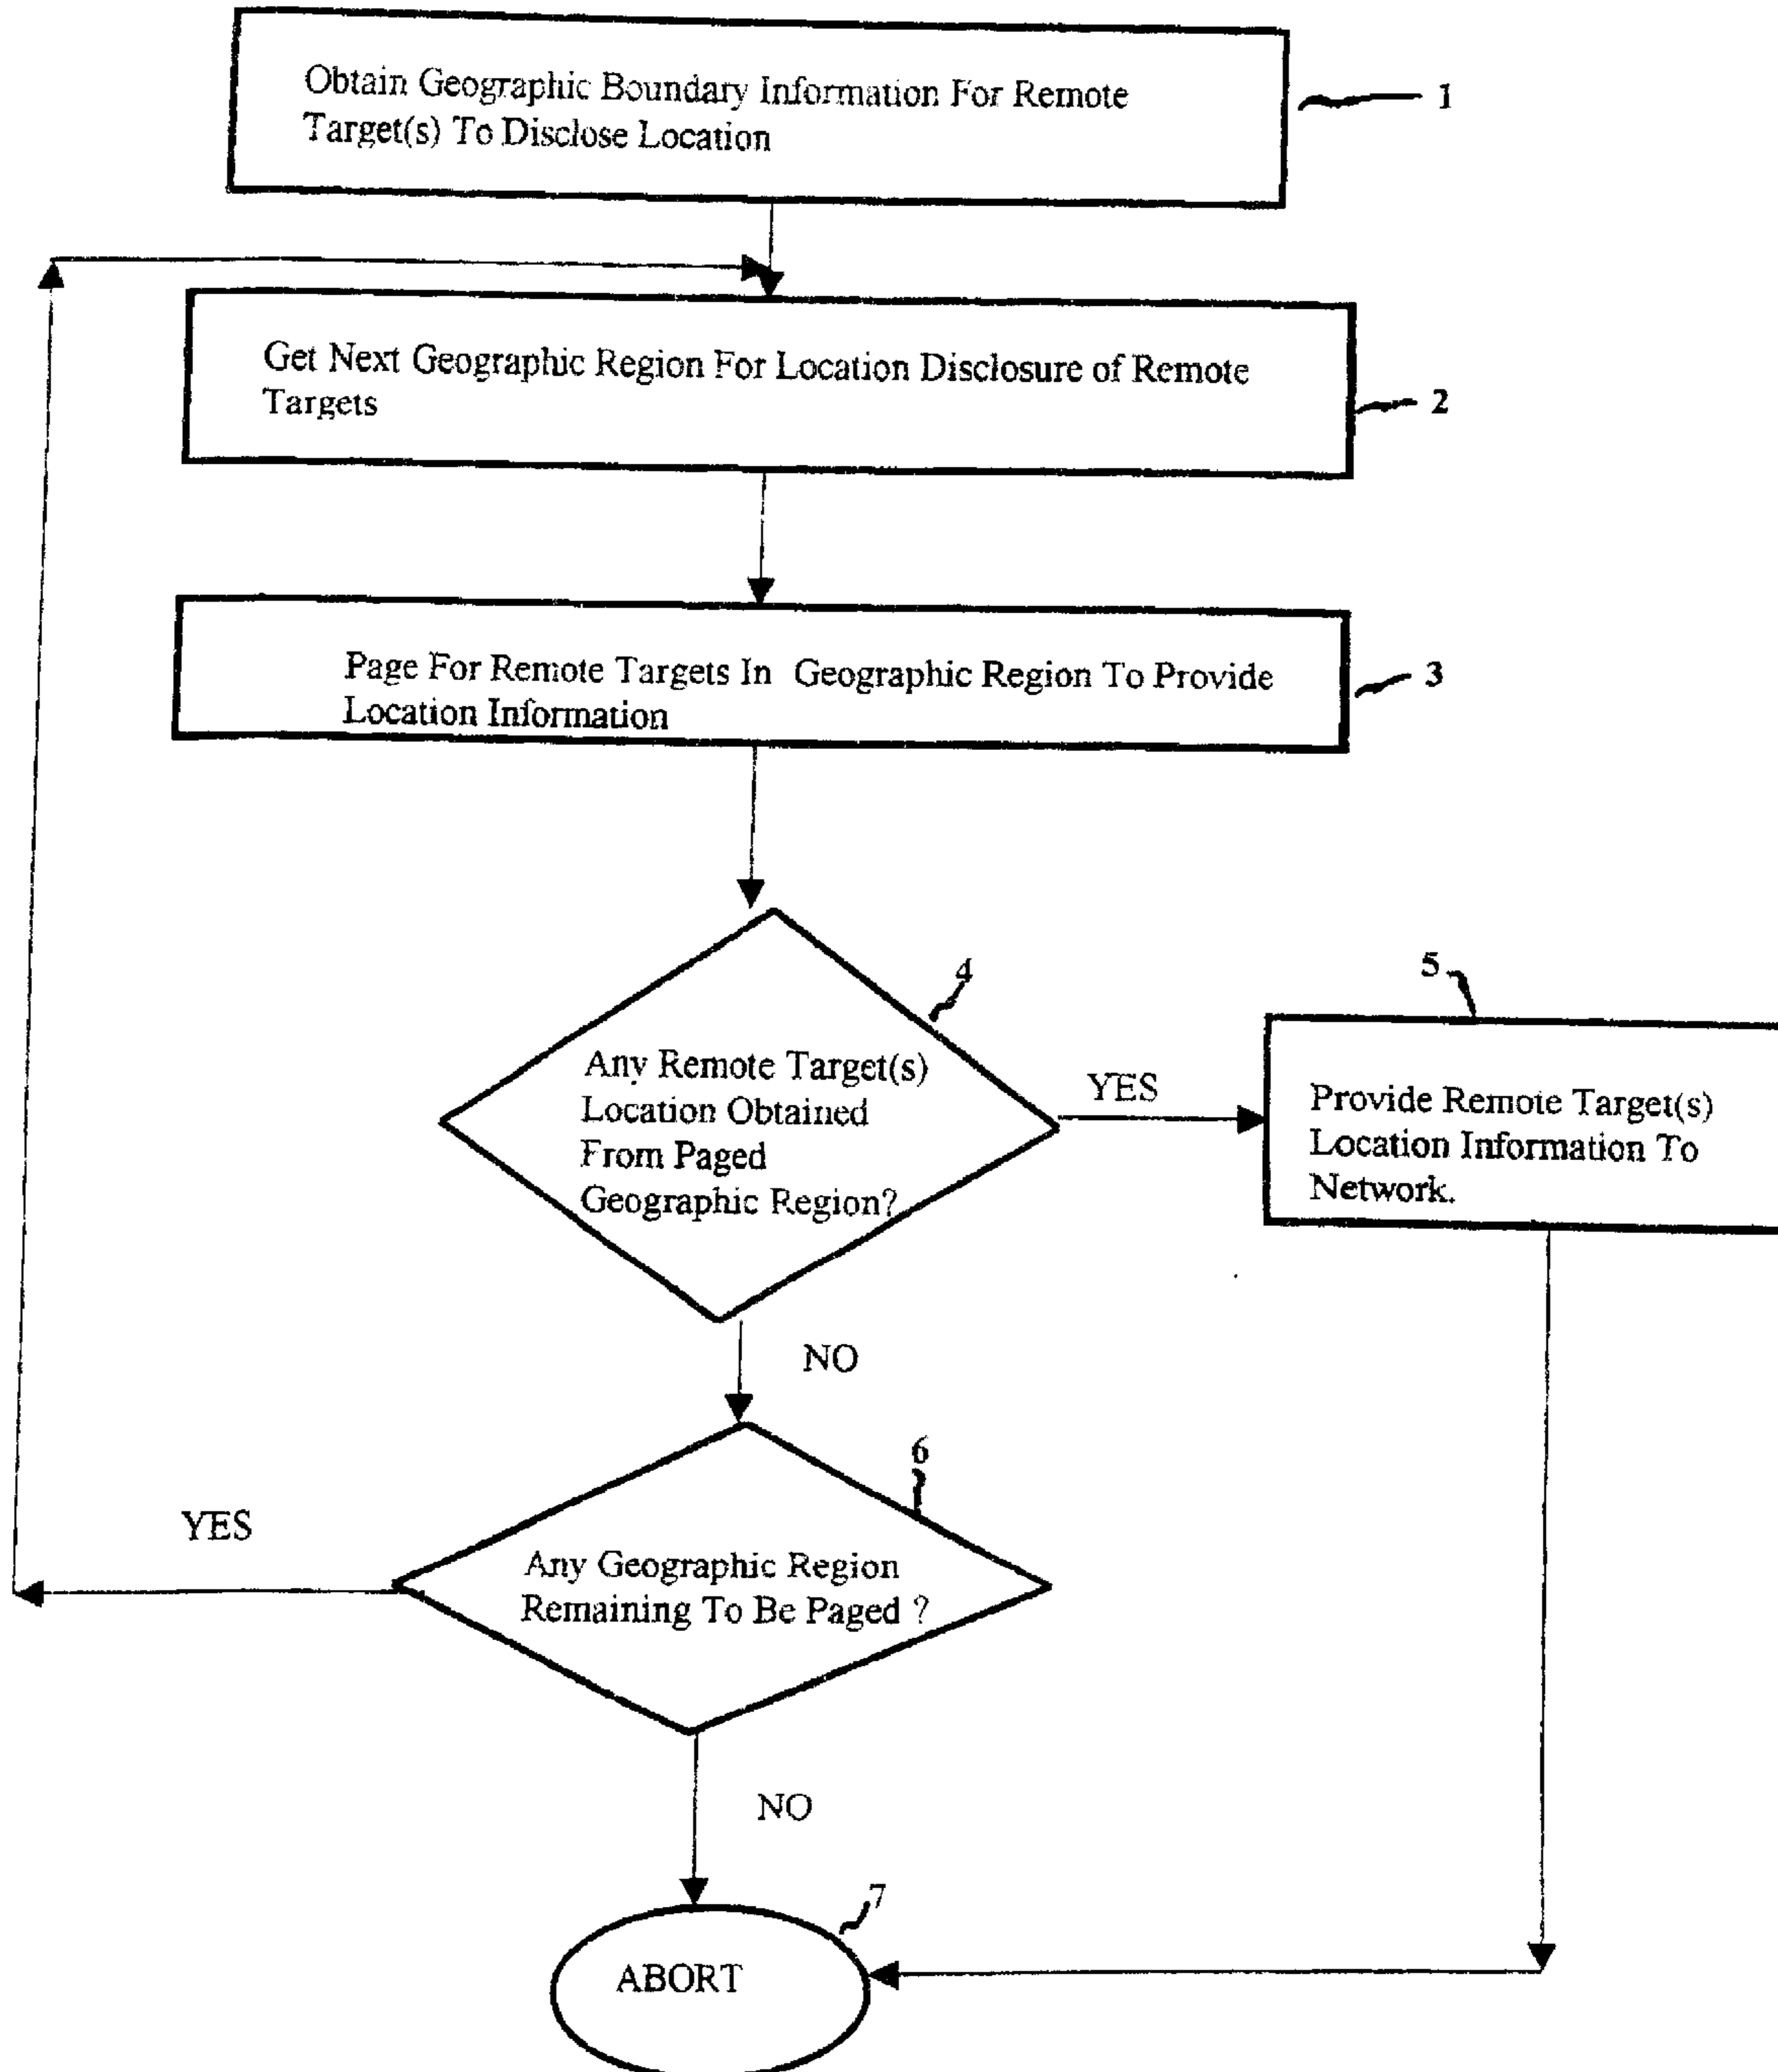 Obtain Geographic Boundary Information For Remote
Target(s) To Disclose Location
1
Get Next Geographic Region For Location Disclosure of Remote
Targets
2
Page For Remote Targets In Geographic Region To Provide
Location Information
3
4
Any Remote Target(s)
Location Obtained
From Paged
Geographic Region?
YES
5
Provide Remote Target(s)
Location Information To
Network.
NO
6
YES
Any Geographic Region
Remaining To Be Paged ?
NO
7
ABORT